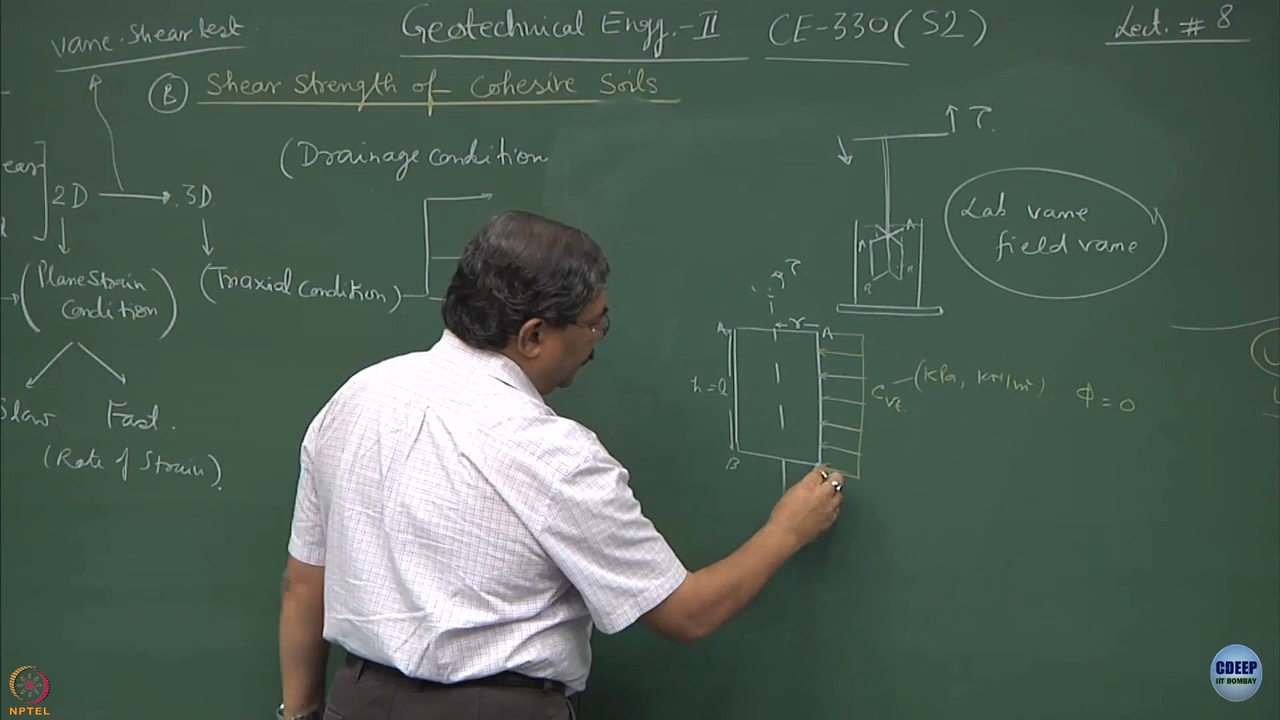 Vane Shear test
Geotechnical Engg.-II CE-330(S2)
Lect. # 8
B Shear Strength of Cohesive Soils
(Drainage condition
2D → 3D
(Plane Strain Condition)
(Triaxial Condition)
Slow Fast.
(Rate of Strain).
τ
Lab vane
field vane
A A
B
τ
A r A
h = l
B
(kPa, kN/m²)
φ = 0
NPTEL
CDEEP
IIT BOMBAY